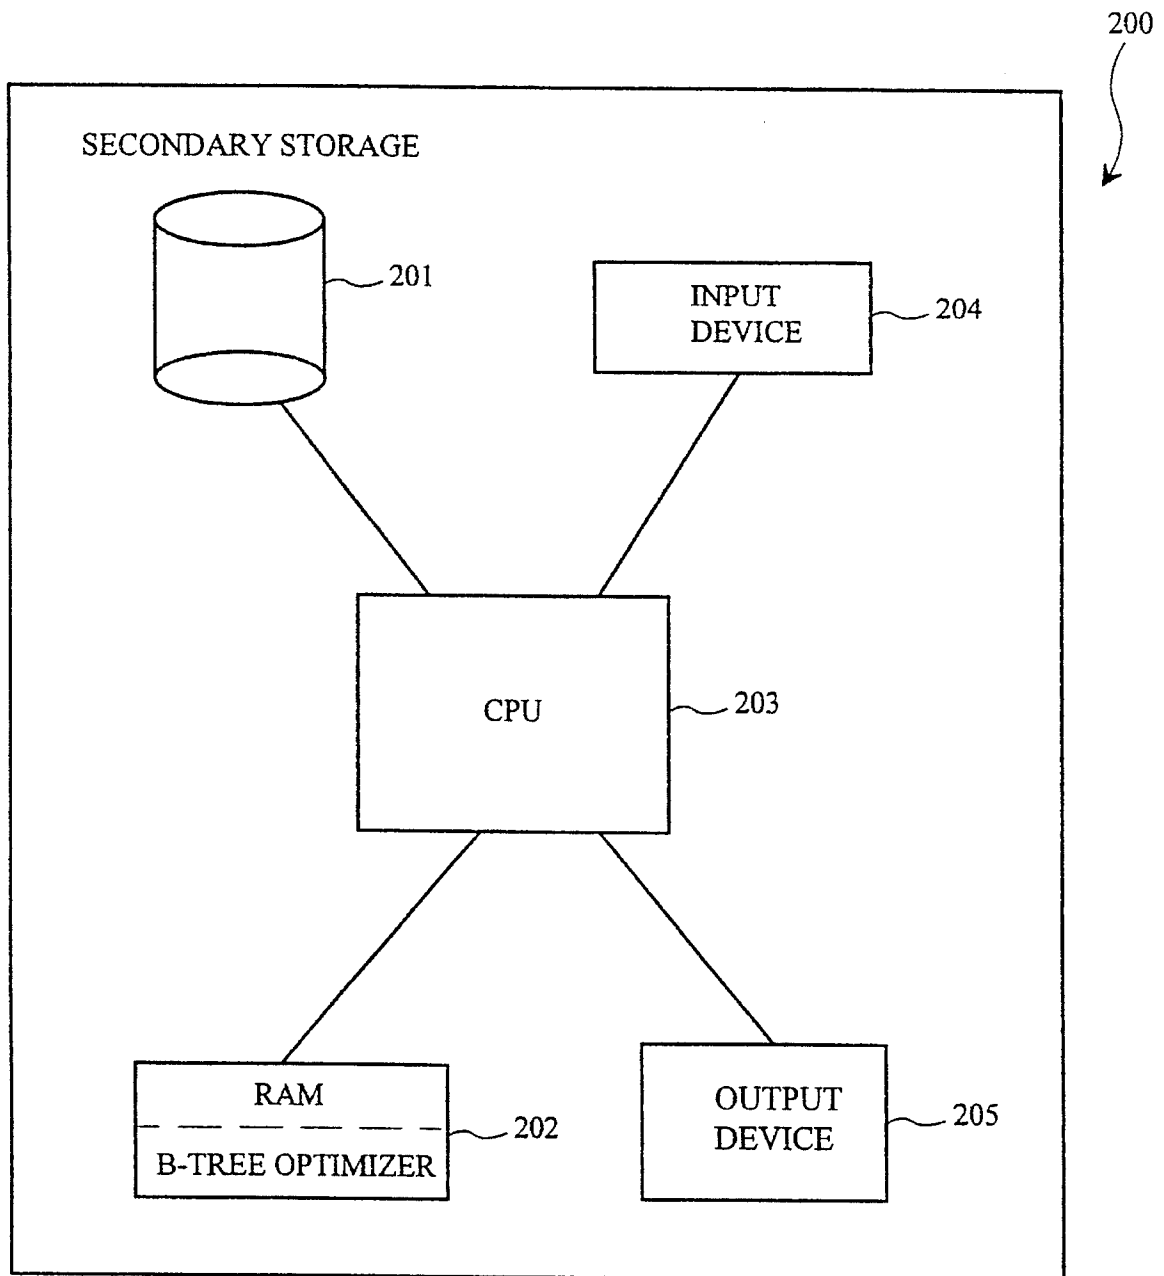 200
SECONDARY STORAGE
201
INPUT
DEVICE
204
CPU
203
RAM
B-TREE OPTIMIZER
202
OUTPUT
DEVICE
205